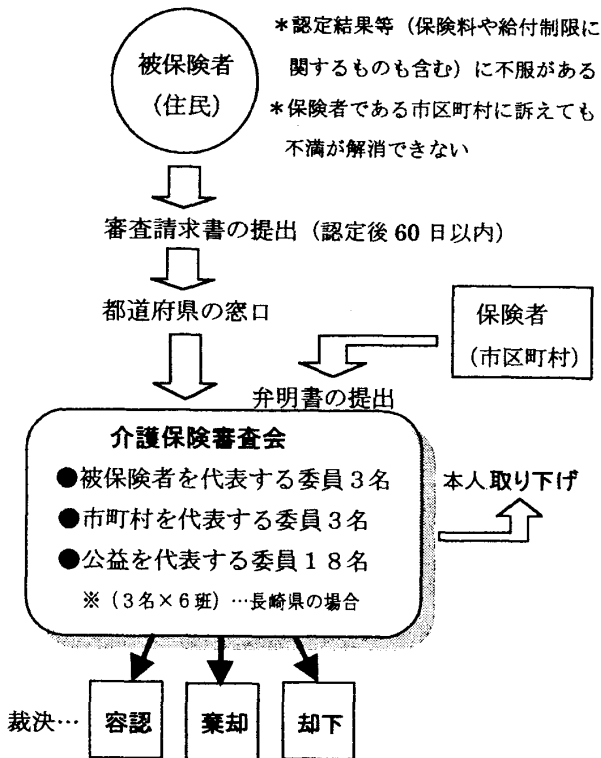 被保険者
(住民)
*認定結果等(保険料や給付制限に
関するものも含む)に不服がある
*保険者である市区町村に訴えても
不満が解消できない
審査請求書の提出(認定後60日以内)
都道府県の窓口
保険者
(市区町村)
弁明書の提出
介護保険審査会
●被保険者を代表する委員3名
●市町村を代表する委員3名
●公益を代表する委員18名
※(3名×6班)…長崎県の場合
本人取り下げ
裁決…
容認
棄却
却下